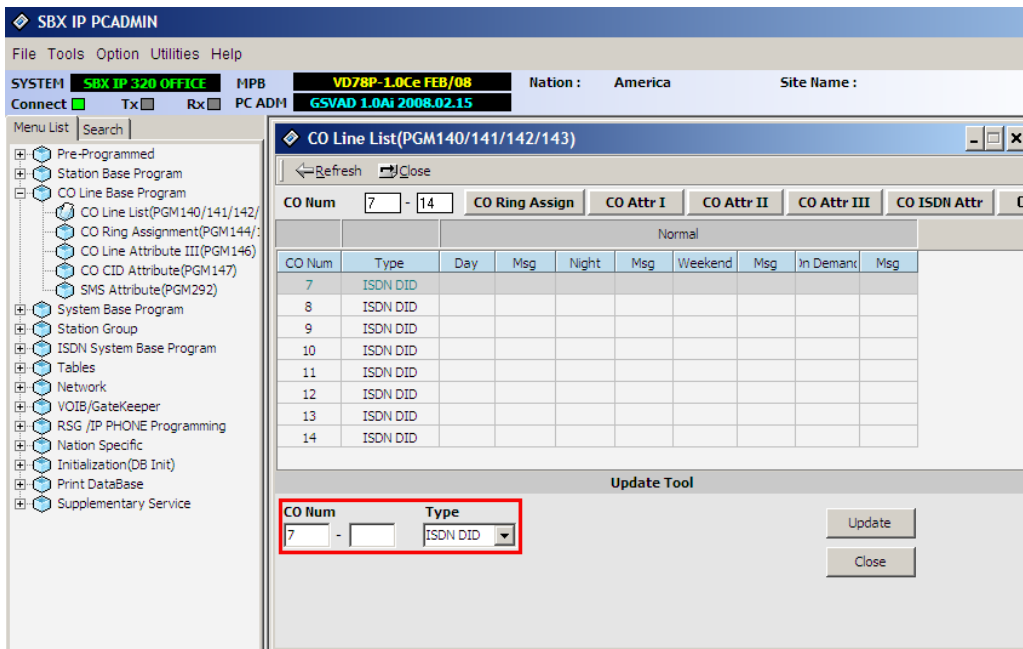 SBX IP PCADMIN
File Tools Option Utilities Help
SYSTEM SBX IP 320 OFFICE MPB VD78P-1.0Ce FEB/08 Nation : America Site Name :
Connect Tx Rx PC ADM GSVAD 1.0Ai 2008.02.15
Menu List Search
Pre-Programmed
Station Base Program
CO Line Base Program
CO Line List(PGM140/141/142/
CO Ring Assignment(PGM144/:
CO Line Attribute III(PGM146)
CO CID Attribute(PGM147)
SMS Attribute(PGM292)
System Base Program
Station Group
ISDN System Base Program
Tables
Network
VOIB/GateKeeper
RSG /IP PHONE Programming
Nation Specific
Initialization(DB Init)
Print DataBase
Supplementary Service
CO Line List(PGM140/141/142/143)
Refresh Close
CO Num 7 - 14 CO Ring Assign CO Attr I CO Attr II CO Attr III CO ISDN Attr
Normal
CO Num Type Day Msg Night Msg Weekend Msg On Demand Msg
7 ISDN DID
8 ISDN DID
9 ISDN DID
10 ISDN DID
11 ISDN DID
12 ISDN DID
13 ISDN DID
14 ISDN DID
Update Tool
CO Num Type
7 - ISDN DID
Update
Close